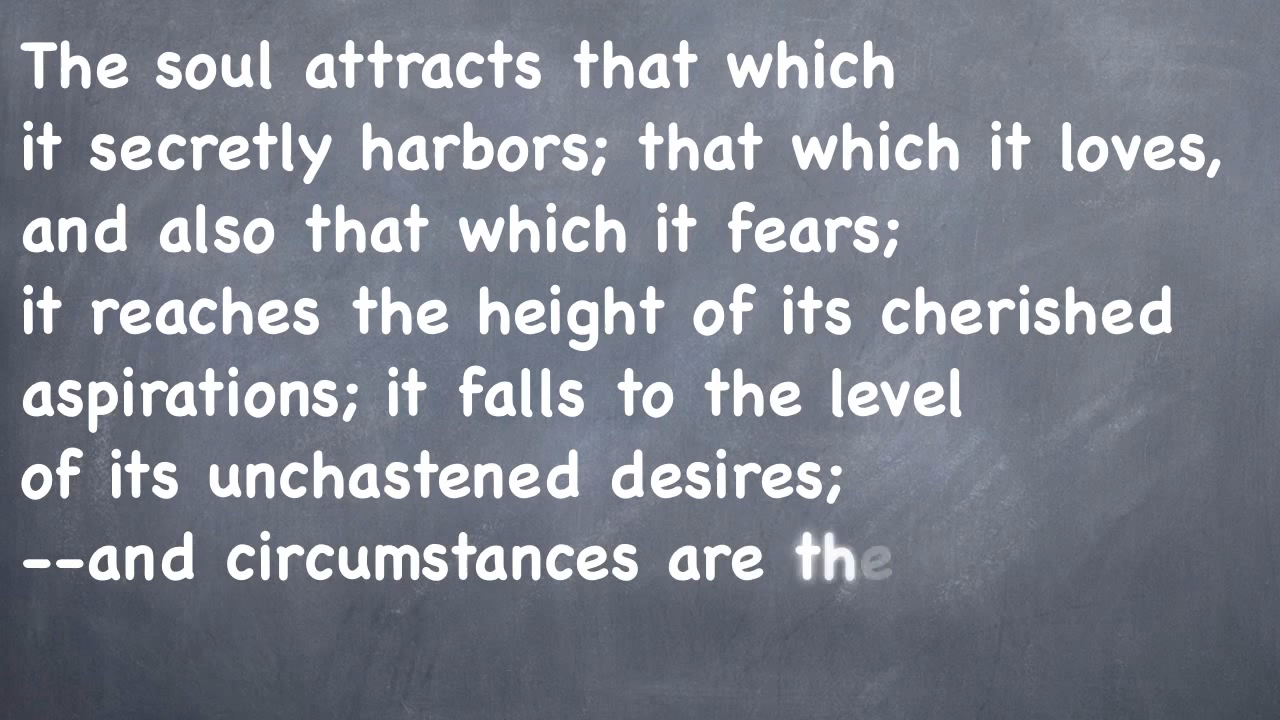 The soul attracts that which
it secretly harbors; that which it loves,
and also that which it fears;
it reaches the height of its cherished
aspirations; it falls to the level
of its unchastened desires;
--and circumstances are the